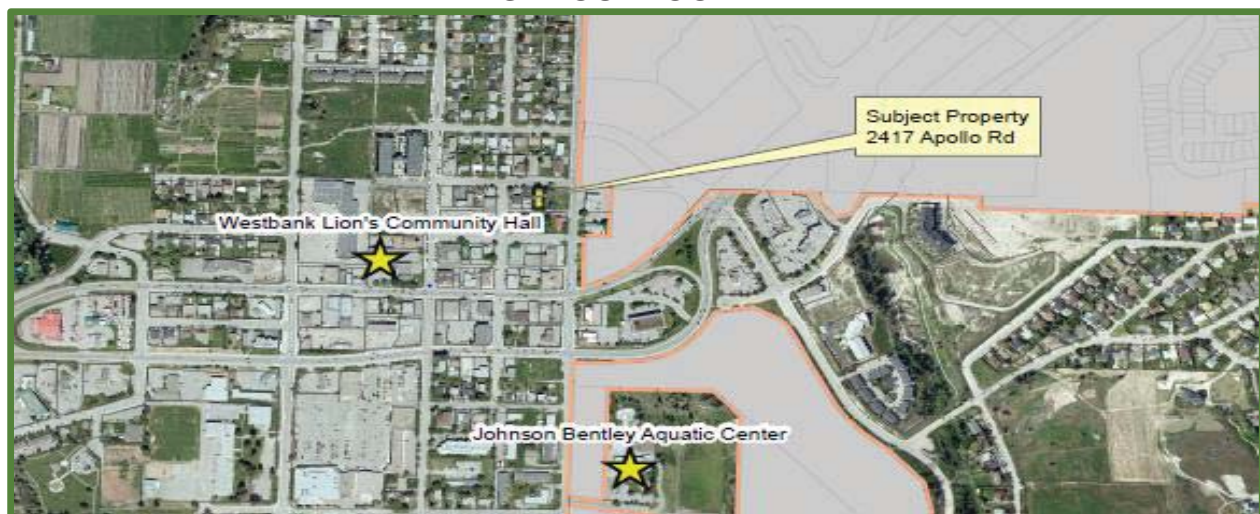 Subject Property
2417 Apollo Rd
Westbank Lion's Community Hall
Johnson Bentley Aquatic Center